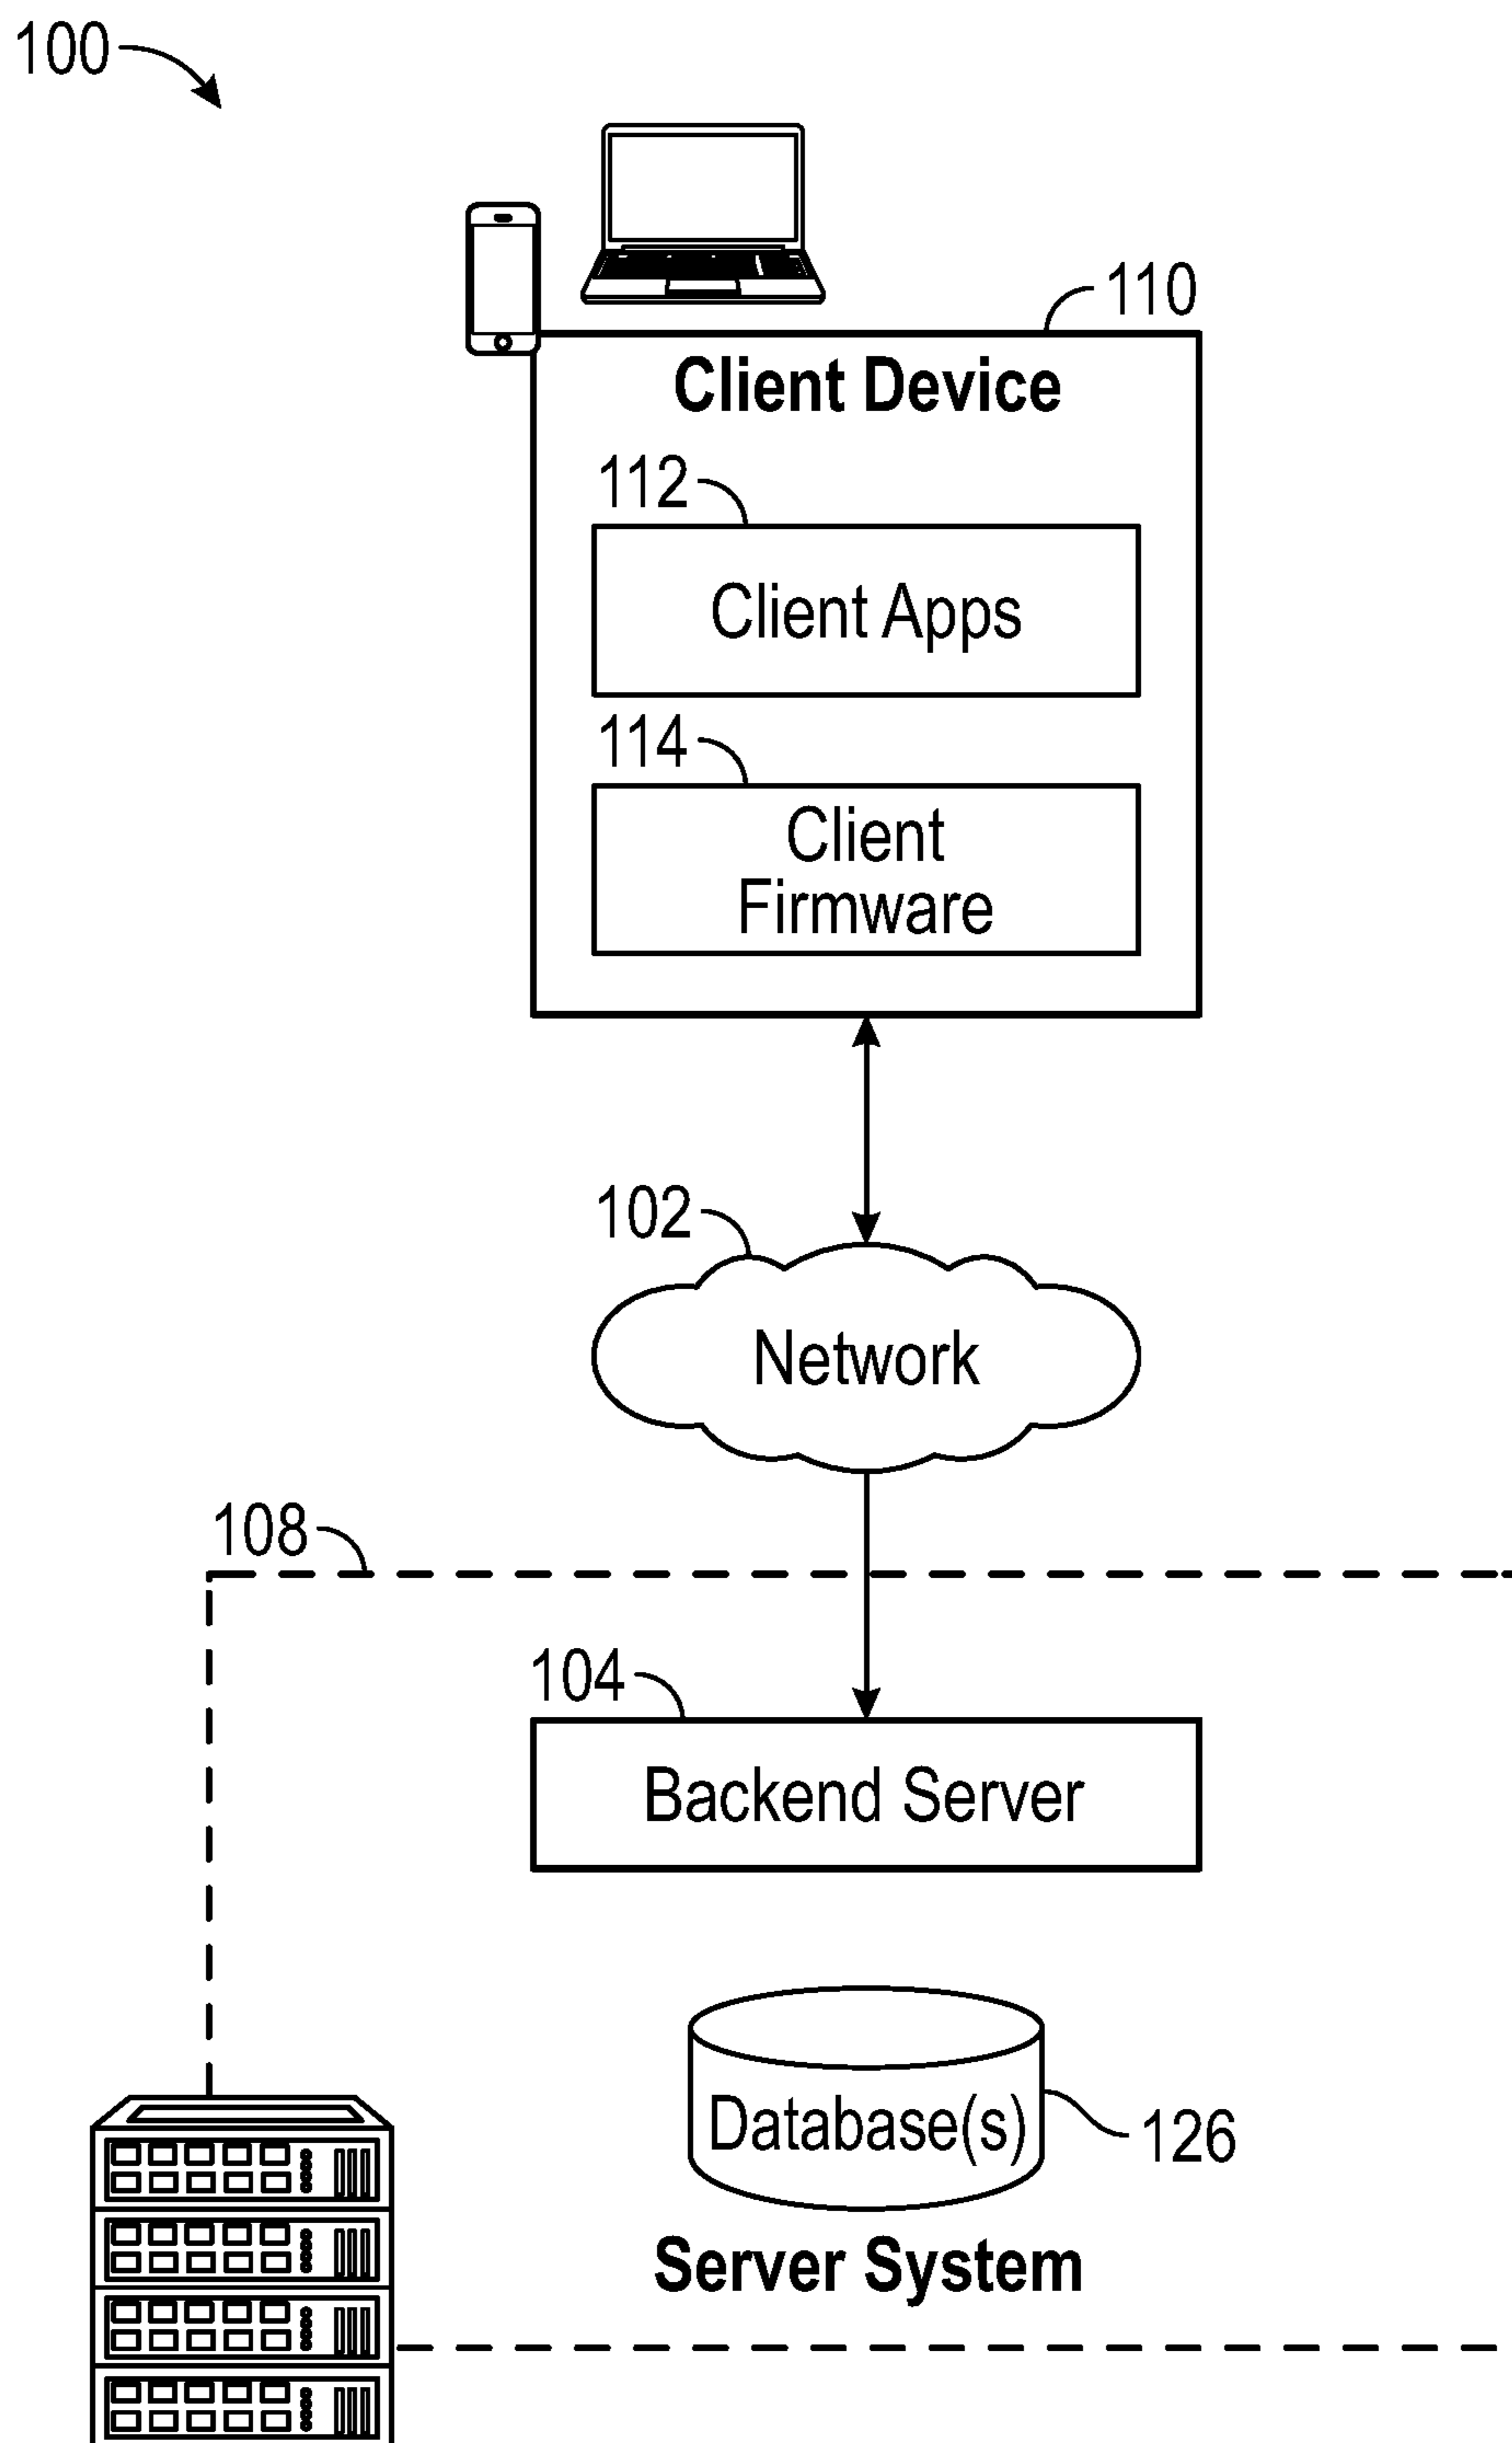 100
110
Client Device
112
Client Apps
114
Client
Firmware
102
Network
108
104
Backend Server
Database(s)
126
Server System